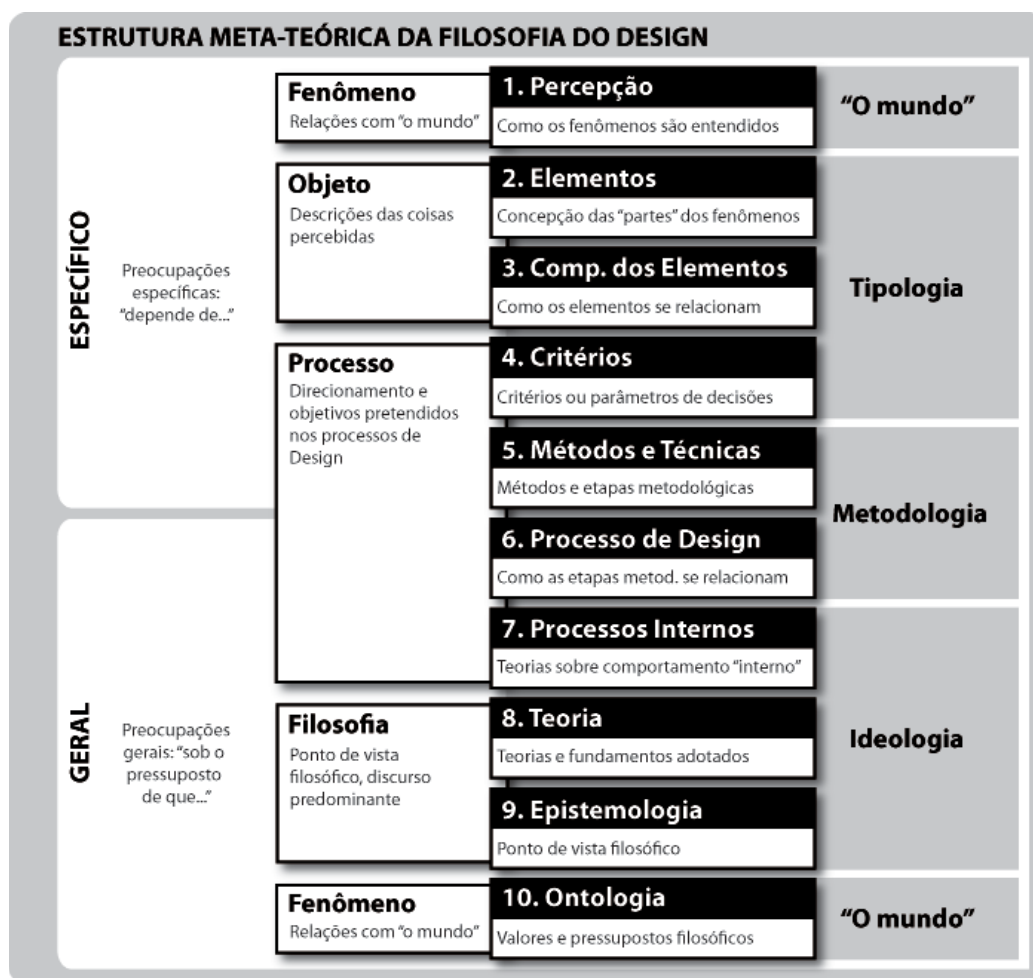 ESTRUTURA META-TEÓRICA DA FILOSOFIA DO DESIGN
ESPECÍFICO
Preocupações
específicas:
“depende de...”
Fenômeno
Relações com “o mundo”
1. Percepção
Como os fenômenos são entendidos
“O mundo”
Objeto
Descrições das coisas
percebidas
2. Elementos
Concepção das “partes” dos fenômenos
3. Comp. dos Elementos
Como os elementos se relacionam
Tipologia
Processo
Direcionamento e
objetivos pretendidos
nos processos de
Design
4. Critérios
Critérios ou parâmetros de decisões
5. Métodos e Técnicas
Métodos e etapas metodológicas
Metodologia
6. Processo de Design
Como as etapas metod. se relacionam
7. Processos Internos
Teorias sobre comportamento “interno”
GERAL
Preocupações
gerais: “sob o
pressuposto
de que...”
Filosofia
Ponto de vista
filosófico, discurso
predominante
8. Teoria
Teorias e fundamentos adotados
Ideologia
9. Epistemologia
Ponto de vista filosófico
Fenômeno
Relações com “o mundo”
10. Ontologia
Valores e pressupostos filosóficos
“O mundo”